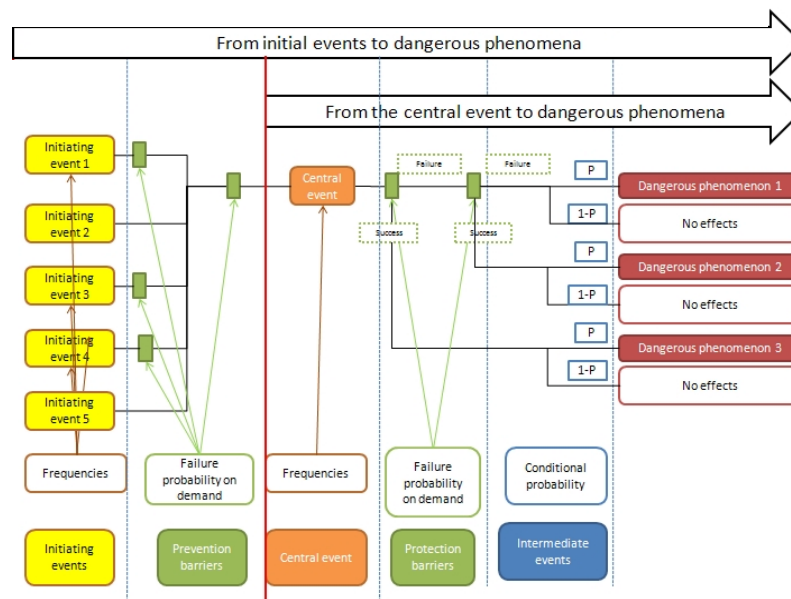 From initial events to dangerous phenomena
From the central event to dangerous phenomena
Initiating
event 1
Initiating
event 2
Initiating
event 3
Initiating
event 4
Initiating
event 5
Central
event
Failure
Failure
Success
Success
P
Dangerous phenomenon 1
1-P
No effects
P
Dangerous phenomenon 2
1-P
No effects
P
Dangerous phenomenon 3
1-P
No effects
Frequencies
Failure
probability on
demand
Frequencies
Failure
probability
on demand
Conditional
probability
Initiating
events
Prevention
barriers
Central event
Protection
barriers
Intermediate
events